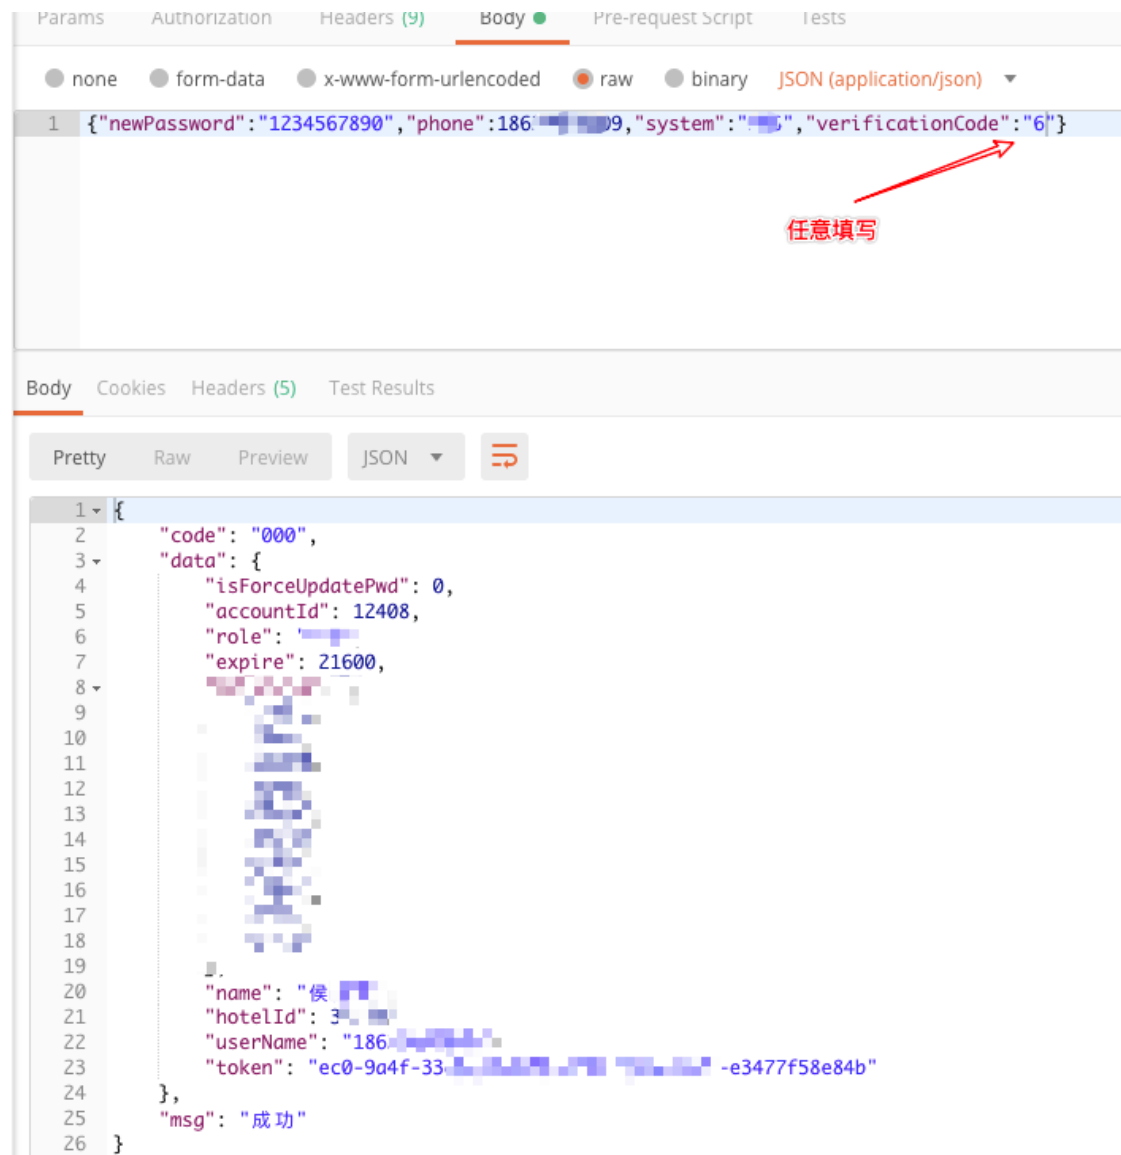 Params Authorization Headers (9) Body Pre-request Script Tests
none form-data x-www-form-urlencoded raw binary JSON (application/json)
1 {"newPassword":"1234567890","phone":186 09,"system":" ","verificationCode":"6"}
任意填写
Body Cookies Headers (5) Test Results
Pretty Raw Preview JSON
1 {
2 "code": "000",
3 "data": {
4 "isForceUpdatePwd": 0,
5 "accountId": 12408,
6 "role":
7 "expire": 21600,
8
9
10
11
12
13
14
15
16
17
18
19
20 "name": "侯
21 "hotelId": 3
22 "userName": "186
23 "token": "ec0-9a4f-33 -e3477f58e84b"
24 },
25 "msg": "成功"
26 }